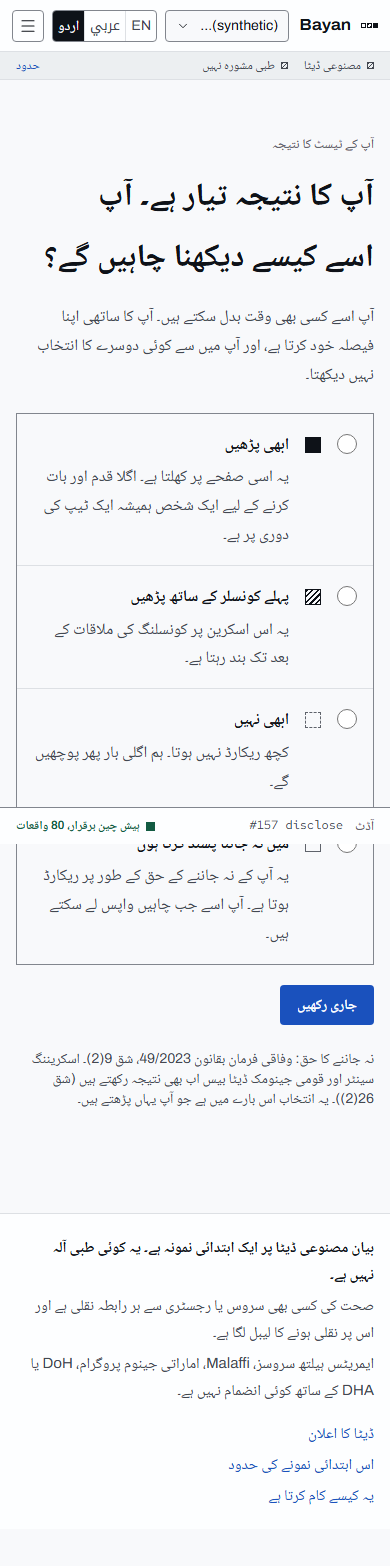 Bayan
(synthetic)...
EN
عربي
اردو
مصنوعی ڈیٹا
طبی مشورہ نہیں
حدود
آپ کے ٹیسٹ کا نتیجہ
آپ کا نتیجہ تیار ہے۔ آپ
اسے کیسے دیکھنا چاہیں گے؟
آپ اسے کسی بھی وقت بدل سکتے ہیں۔ آپ کا ساتھی اپنا
فیصلہ خود کرتا ہے، اور آپ میں سے کوئی دوسرے کا انتخاب
نہیں دیکھتا۔
ابھی پڑھیں
یہ اسی صفحے پر کھلتا ہے۔ اگلا قدم اور بات
کرنے کے لیے ایک شخص ہمیشہ ایک ٹیپ کی
دوری پر ہے۔
پہلے کونسلر کے ساتھ پڑھیں
یہ اس اسکرین پر کونسلنگ کی ملاقات کے
بعد تک بند رہتا ہے۔
ابھی نہیں
کچھ ریکارڈ نہیں ہوتا۔ ہم اگلی بار پھر پوچھیں
گے۔
آڈٹ
#157 disclose
ہیش چین برقرار، 80 واقعات
میں نہ جاننا پسند کرتا ہوں
یہ آپ کے نہ جاننے کے حق کے طور پر ریکارڈ
ہوتا ہے۔ آپ اسے جب چاہیں واپس لے سکتے
ہیں۔
جاری رکھیں
نہ جاننے کا حق: وفاقی فرمان بقانون 49/2023، شق 9(2)۔ اسکریننگ
سینٹر اور قومی جینومک ڈیٹا بیس اب بھی نتیجہ رکھتے ہیں (شق
26(2))۔ یہ انتخاب اس بارے میں ہے جو آپ یہاں پڑھتے ہیں۔
بیان مصنوعی ڈیٹا پر ایک ابتدائی نمونہ ہے۔ یہ کوئی طبی آلہ
نہیں ہے۔
صحت کی کسی بھی سروس یا رجسٹری سے ہر رابطہ نقلی ہے اور
اس پر نقلی ہونے کا لیبل لگا ہے۔
ایمریٹس ہیلتھ سروسز، Malaffi، اماراتی جینوم پروگرام، DoH یا
DHA کے ساتھ کوئی انضمام نہیں ہے۔
ڈیٹا کا اعلان
اس ابتدائی نمونے کی حدود
یہ کیسے کام کرتا ہے